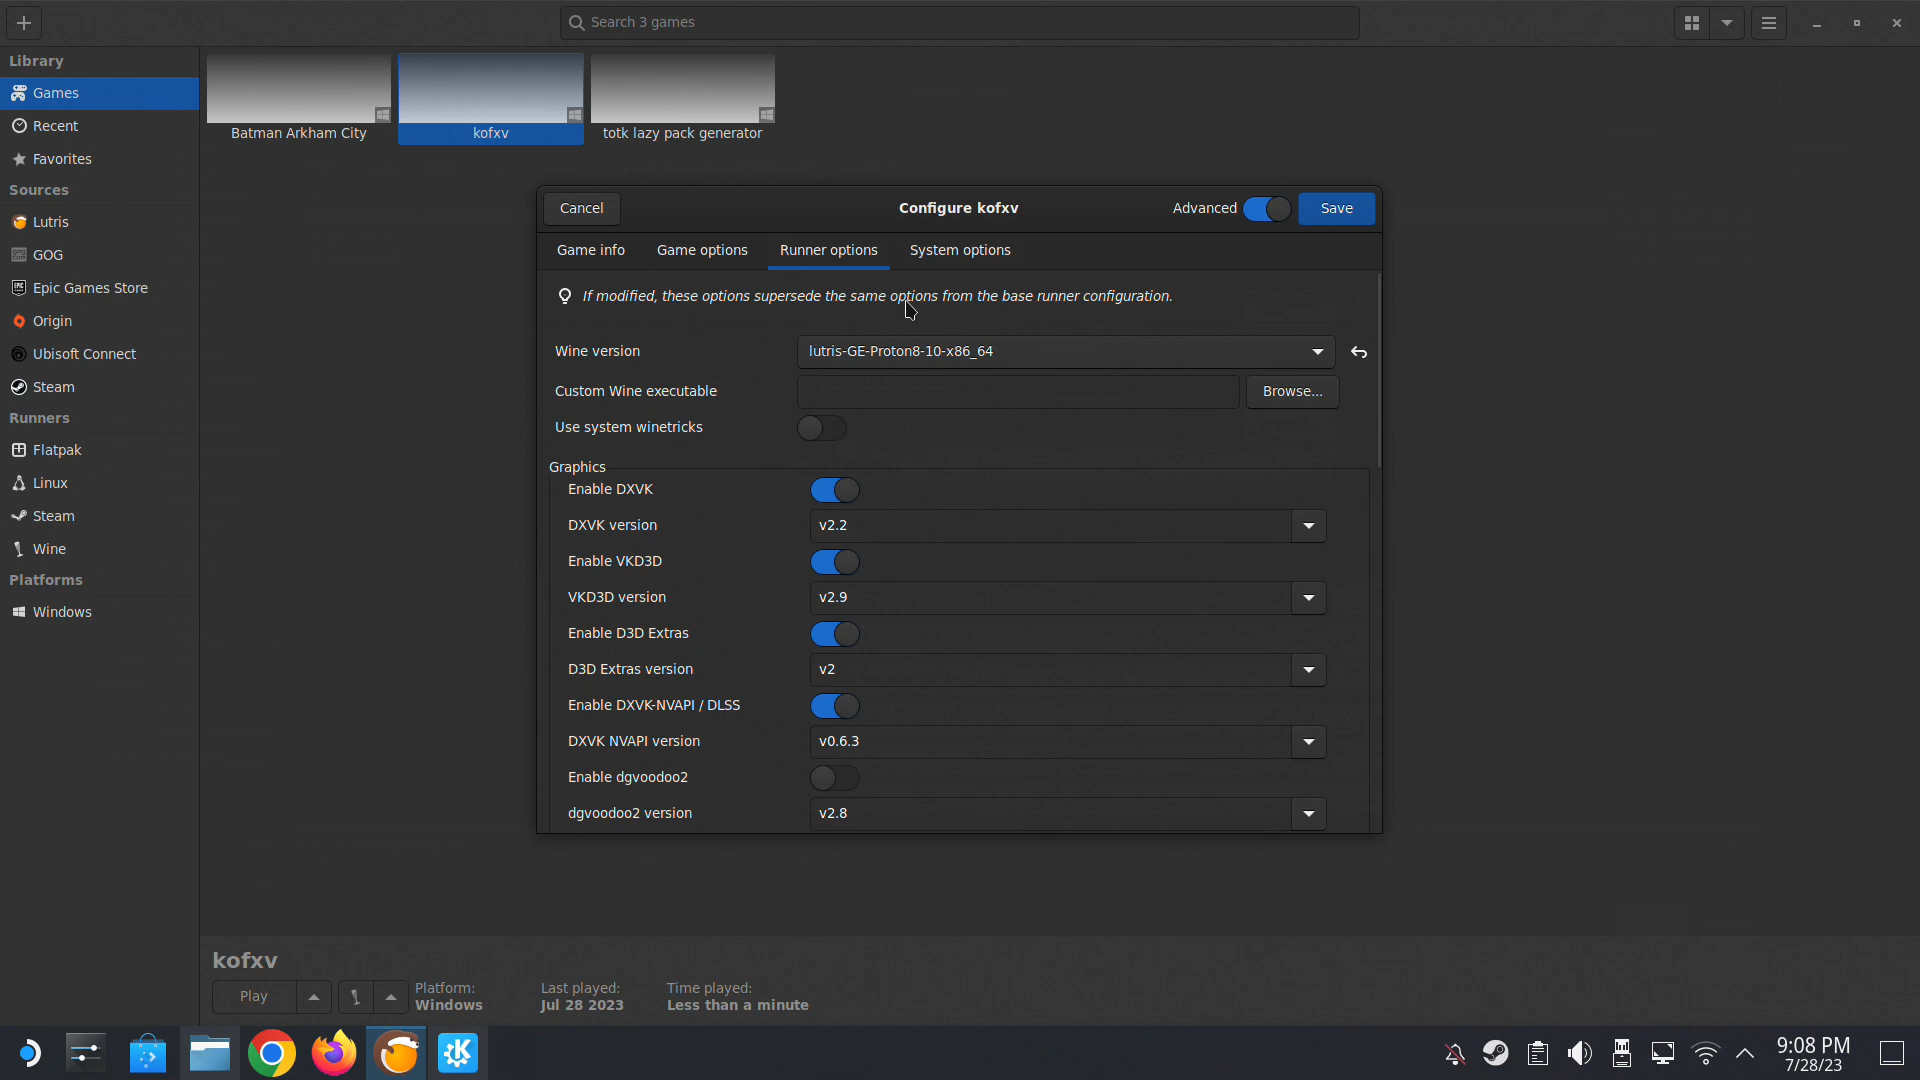 Search 3 games
Library
Games
Recent
Favorites
Sources
Lutris
GOG
Epic Games Store
Origin
Ubisoft Connect
Steam
Runners
Flatpak
Linux
Steam
Wine
Platforms
Windows
Batman Arkham City
kofxv
totk lazy pack generator
Cancel
Configure kofxv
Advanced
Save
Game info
Game options
Runner options
System options
If modified, these options supersede the same options from the base runner configuration.
Wine version
lutris-GE-Proton8-10-x86_64
Custom Wine executable
Browse...
Use system winetricks
Graphics
Enable DXVK
DXVK version
v2.2
Enable VKD3D
VKD3D version
v2.9
Enable D3D Extras
D3D Extras version
v2
Enable DXVK-NVAPI / DLSS
DXVK NVAPI version
v0.6.3
Enable dgvoodoo2
dgvoodoo2 version
v2.8
kofxv
Play
Platform:
Windows
Last played:
Jul 28 2023
Time played:
Less than a minute
9:08 PM
7/28/23